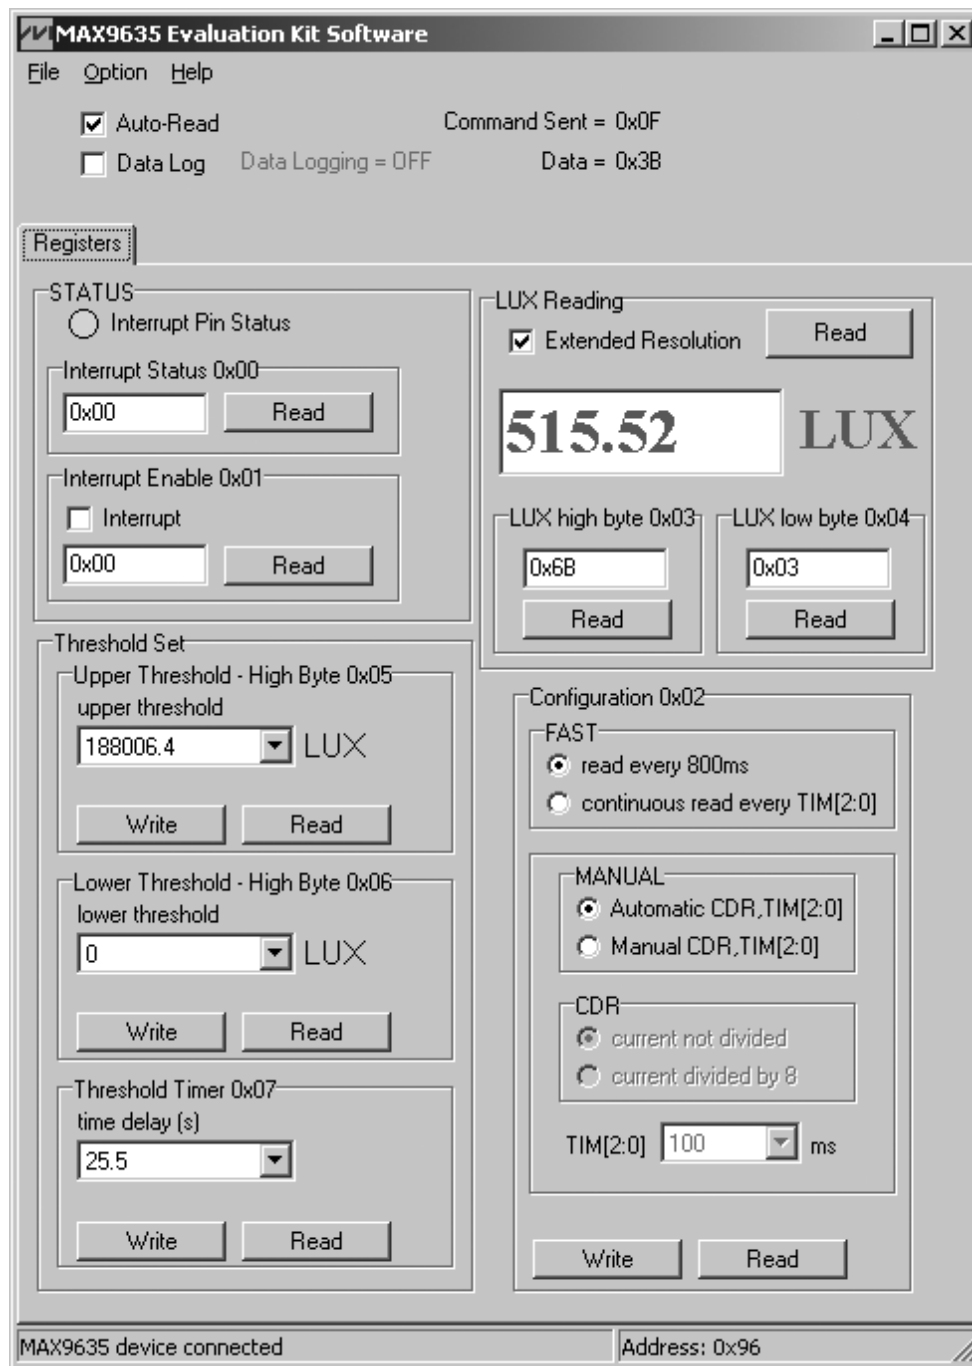 MAX9635 Evaluation Kit Software
File Option Help
Auto-Read
Command Sent = 0x0F
Data Log
Data Logging = OFF
Data = 0x3B
Registers
STATUS
Interrupt Pin Status
Interrupt Status 0x00
0x00
Read
Interrupt Enable 0x01
Interrupt
0x00
Read
LUX Reading
Extended Resolution
Read
515.52
LUX
LUX high byte 0x03
0x6B
Read
LUX low byte 0x04
0x03
Read
Threshold Set
Upper Threshold - High Byte 0x05
upper threshold
188006.4
LUX
Write
Read
Lower Threshold - High Byte 0x06
lower threshold
0
LUX
Write
Read
Threshold Timer 0x07
time delay (s)
25.5
Write
Read
Configuration 0x02
FAST
read every 800ms
continuous read every TIM[2:0]
MANUAL
Automatic CDR,TIM[2:0]
Manual CDR,TIM[2:0]
CDR
current not divided
current divided by 8
TIM[2:0]
100
ms
Write
Read
MAX9635 device connected
Address: 0x96